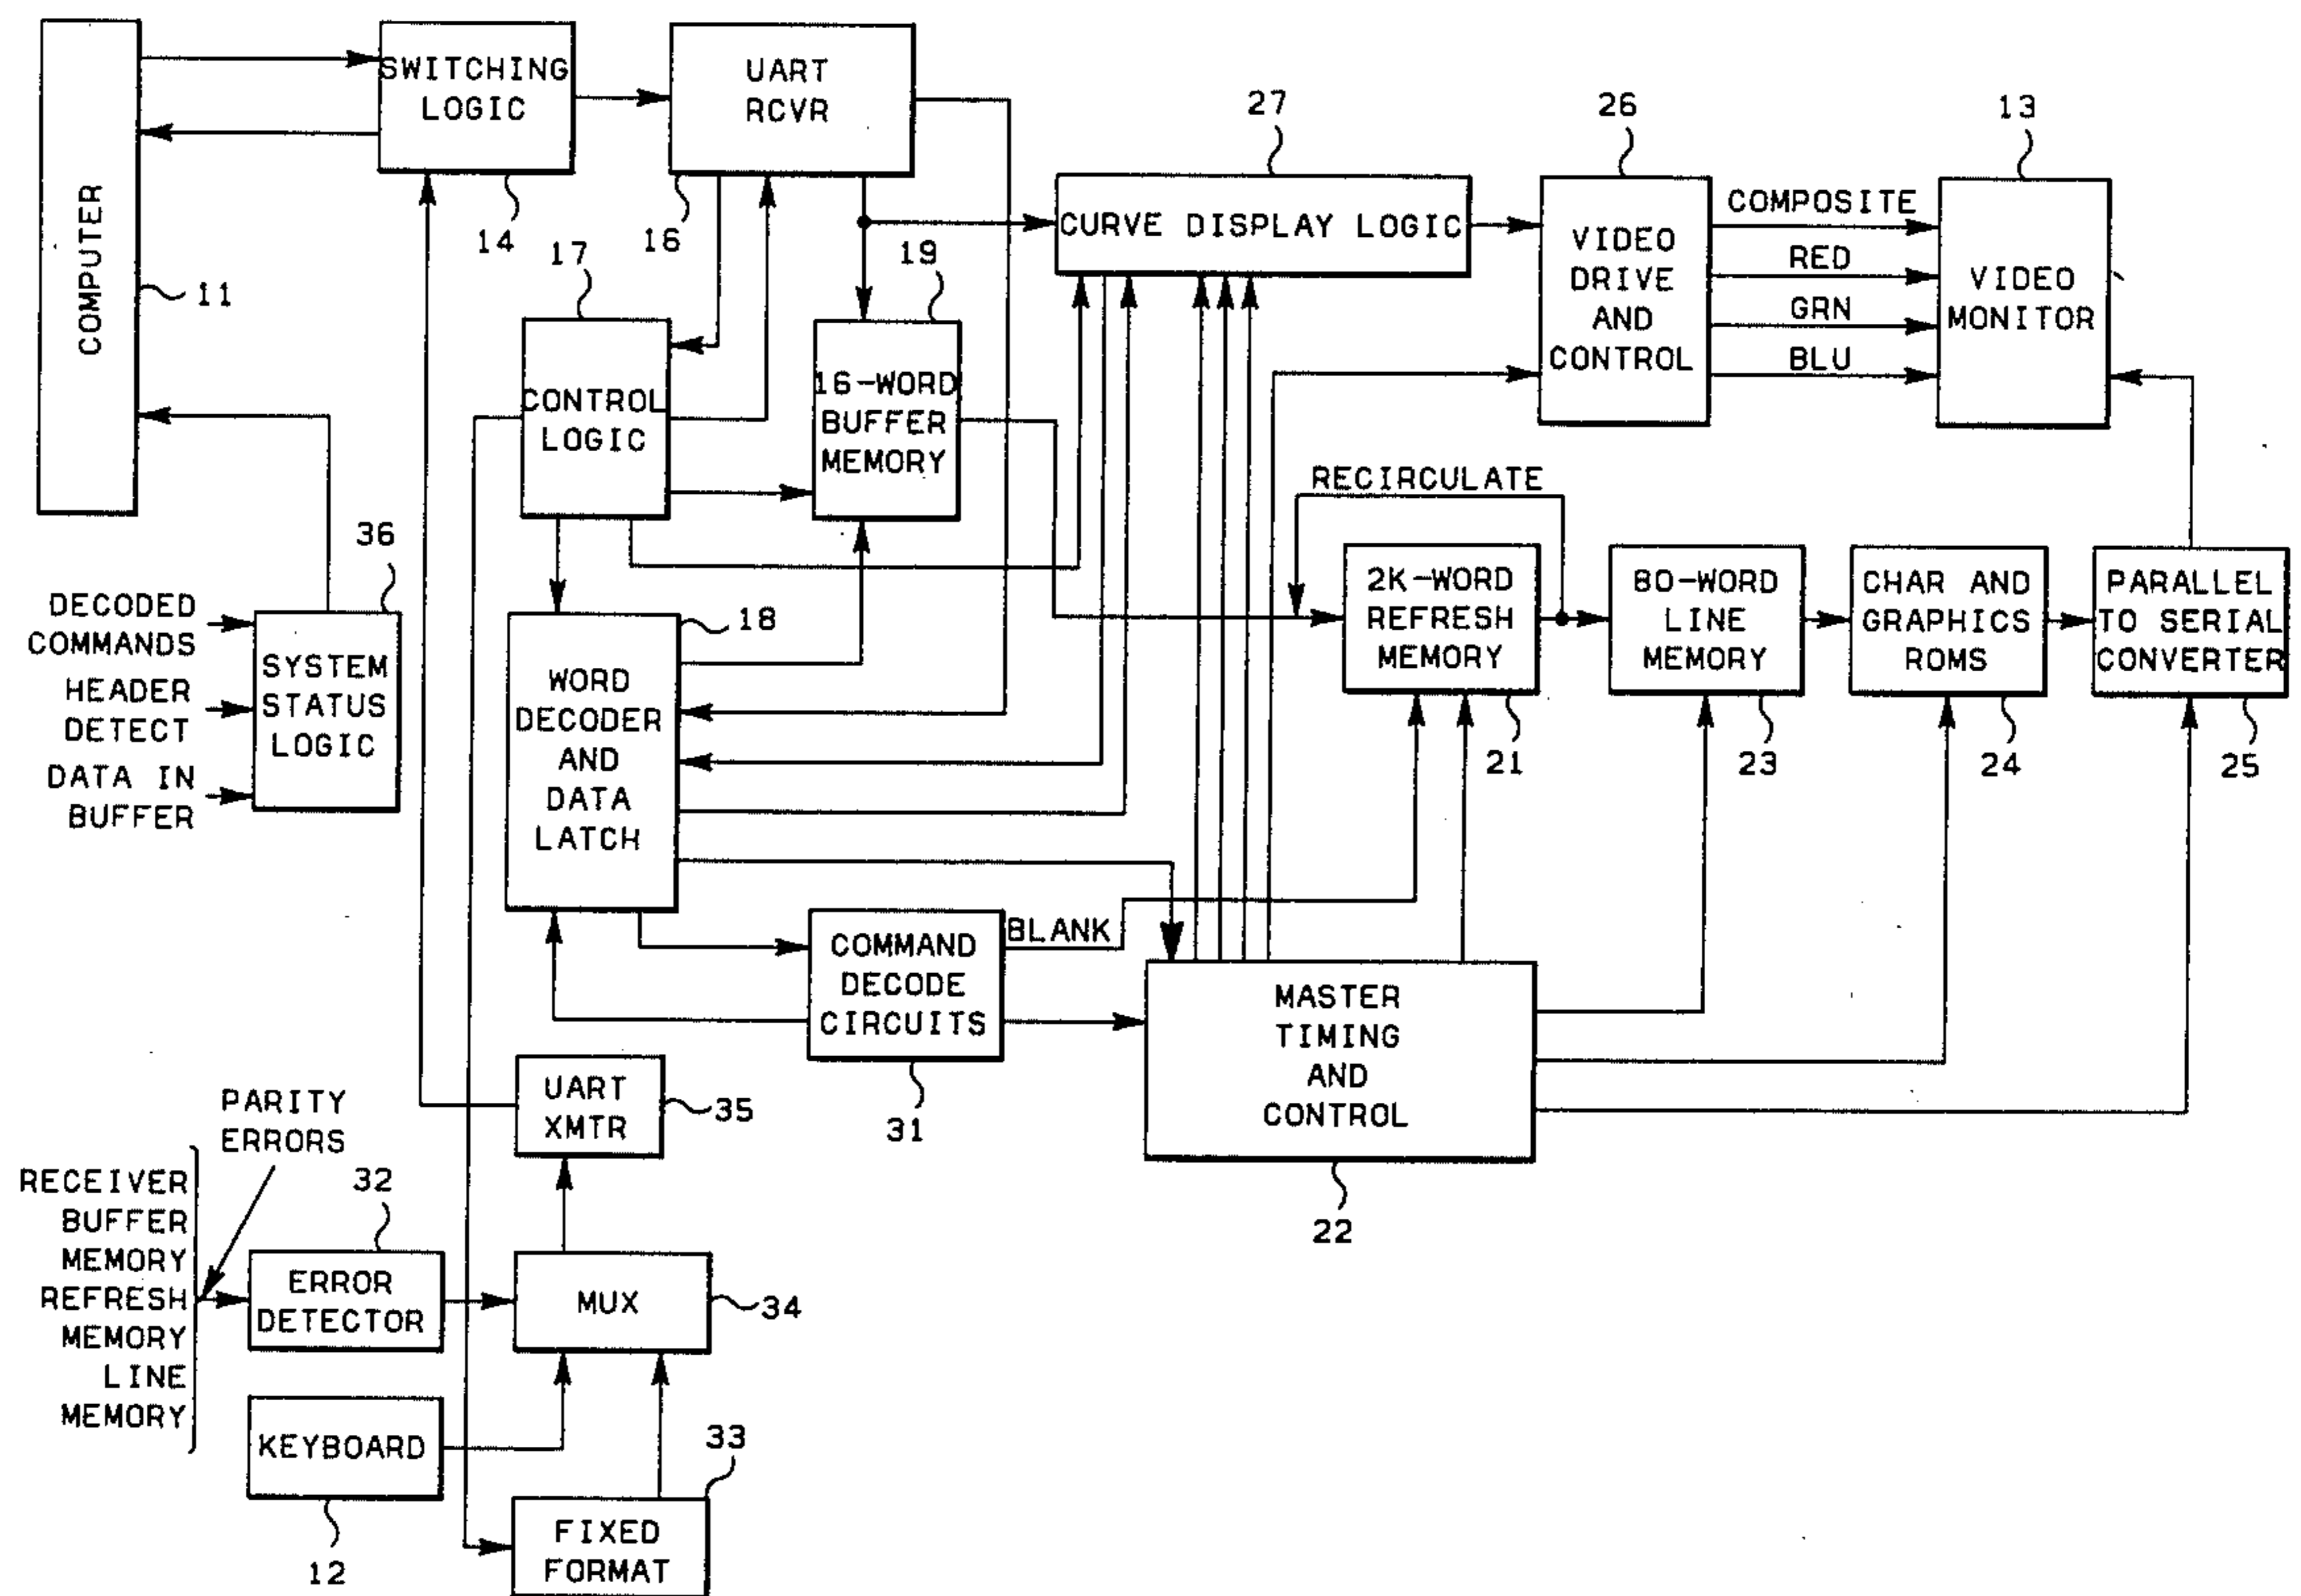 COMPUTER
11
SWITCHING
LOGIC
14
UART
RCVR
16
17
CONTROL
LOGIC
19
16-WORD
BUFFER
MEMORY
27
CURVE DISPLAY LOGIC
26
VIDEO
DRIVE
AND
CONTROL
COMPOSITE
RED
GRN
BLU
13
VIDEO
MONITOR
RECIRCULATE
2K-WORD
REFRESH
MEMORY
21
80-WORD
LINE
MEMORY
23
CHAR AND
GRAPHICS
ROMS
24
PARALLEL
TO SERIAL
CONVERTER
25
36
DECODED
COMMANDS
HEADER
DETECT
DATA IN
BUFFER
SYSTEM
STATUS
LOGIC
18
WORD
DECODER
AND
DATA
LATCH
COMMAND
DECODE
CIRCUITS
31
BLANK
MASTER
TIMING
AND
CONTROL
22
UART
XMTR
35
PARITY
ERRORS
RECEIVER
BUFFER
MEMORY
REFRESH
MEMORY
LINE
MEMORY
32
ERROR
DETECTOR
MUX
34
KEYBOARD
12
33
FIXED
FORMAT